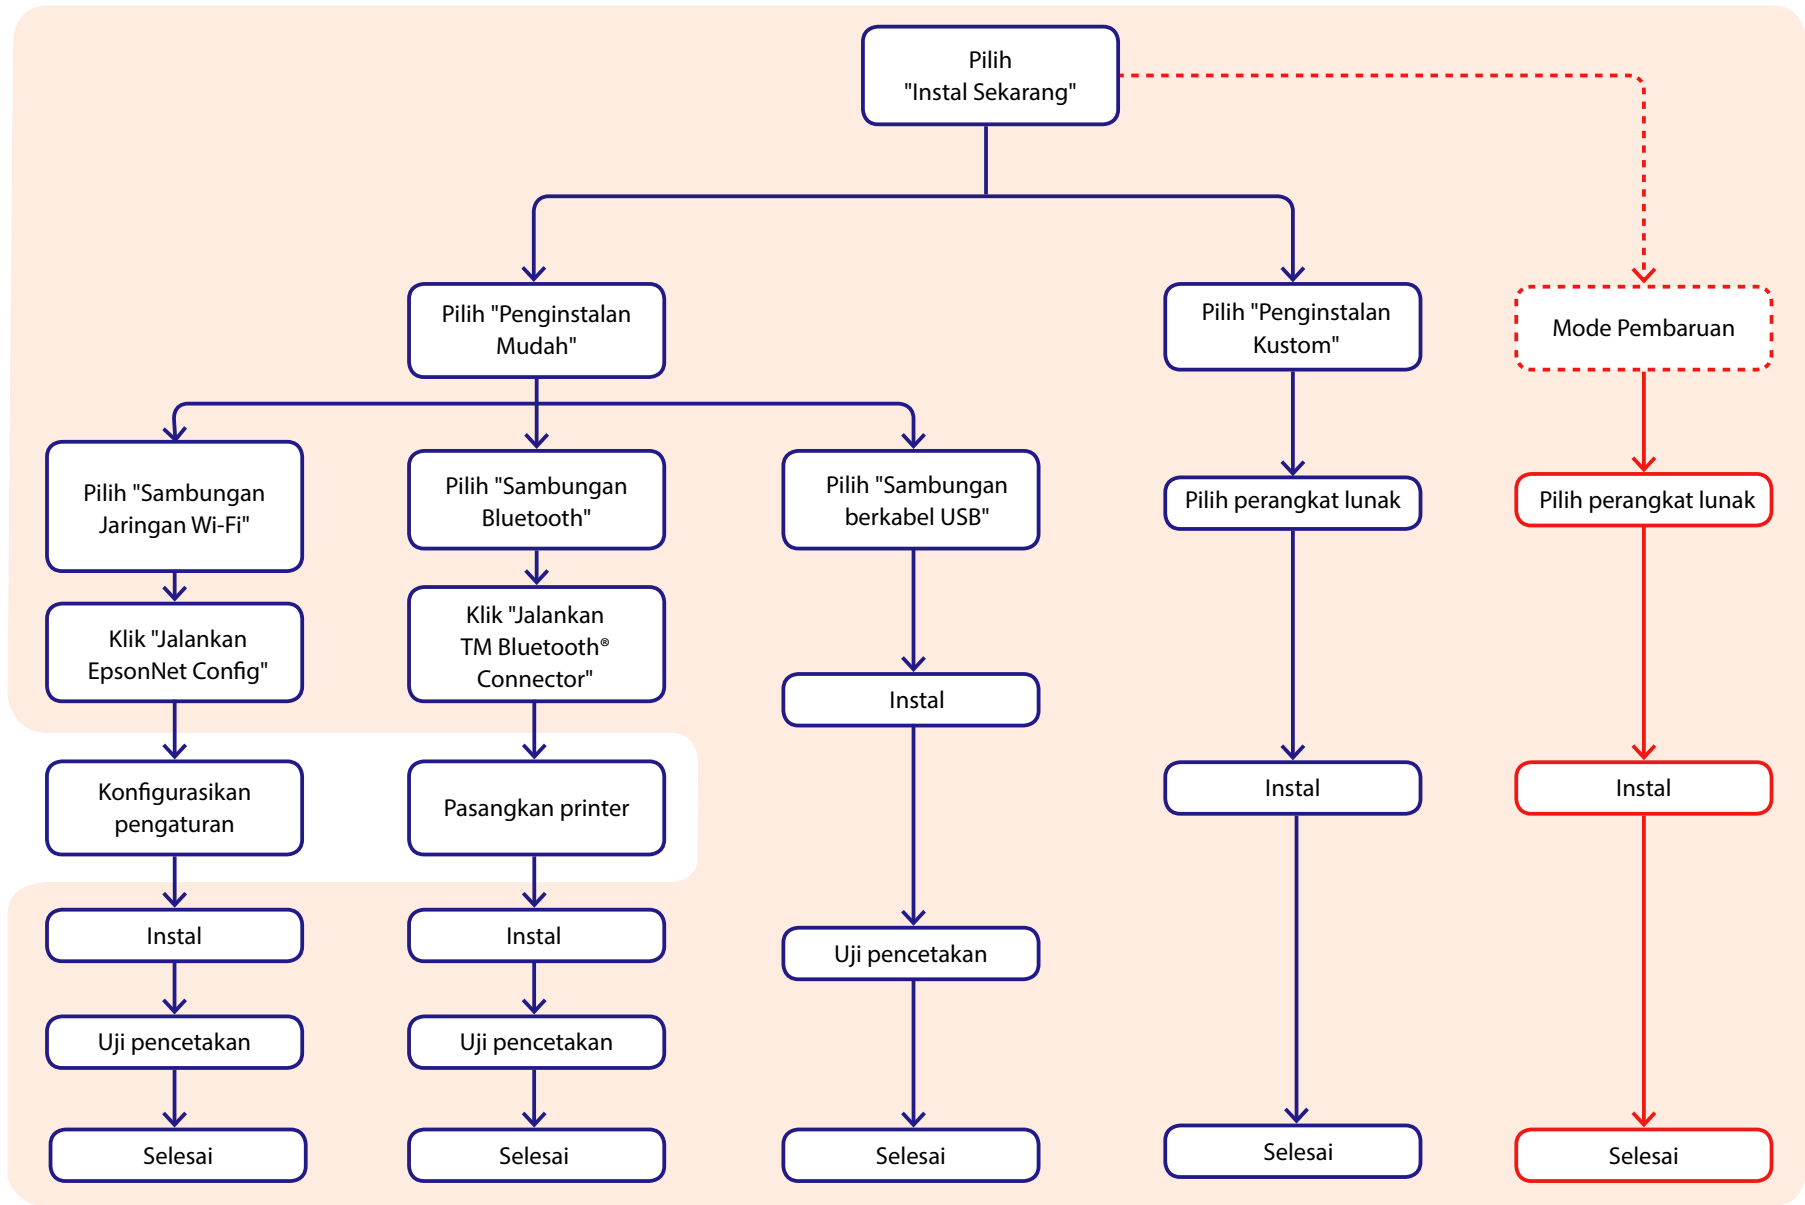 Pilih
"Instal Sekarang"
Pilih "Penginstalan
Mudah"
Pilih "Penginstalan
Kustom"
Mode Pembaruan
Pilih "Sambungan
Jaringan Wi-Fi"
Pilih "Sambungan
Bluetooth"
Pilih "Sambungan
berkabel USB"
Pilih perangkat lunak
Pilih perangkat lunak
Klik "Jalankan
EpsonNet Config"
Klik "Jalankan
TM Bluetooth®
Connector"
Instal
Konfigurasikan
pengaturan
Pasangkan printer
Instal
Instal
Instal
Instal
Uji pencetakan
Uji pencetakan
Uji pencetakan
Selesai
Selesai
Selesai
Selesai
Selesai